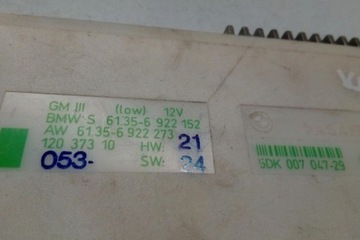 GM III (low) 12V
BMW S 61.35-6 922 152
AW 61.35-6 922 273
120 373 10 HW: 21
053- SW: 34
5DK 007 047-29